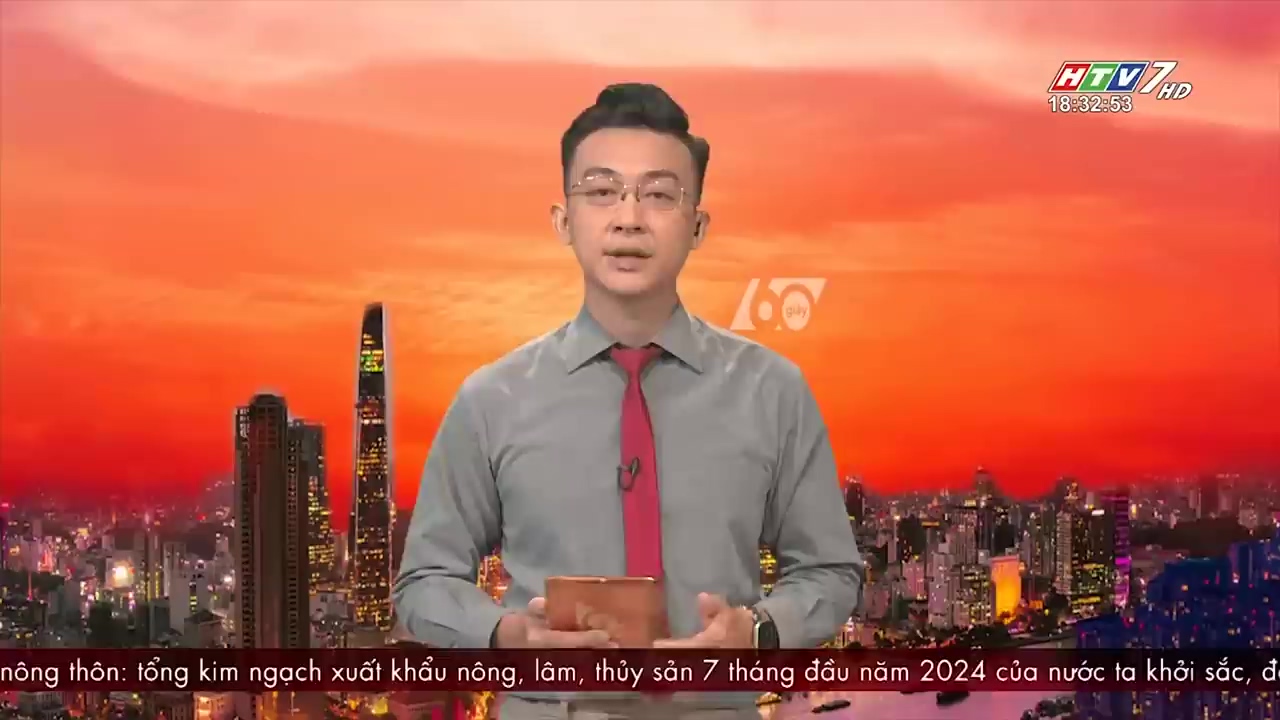 HTV7 HD
18:32:53
60 giây
nông thôn: tổng kim ngạch xuất khẩu nông, lâm, thủy sản 7 tháng đầu năm 2024 của nước ta khởi sắc,